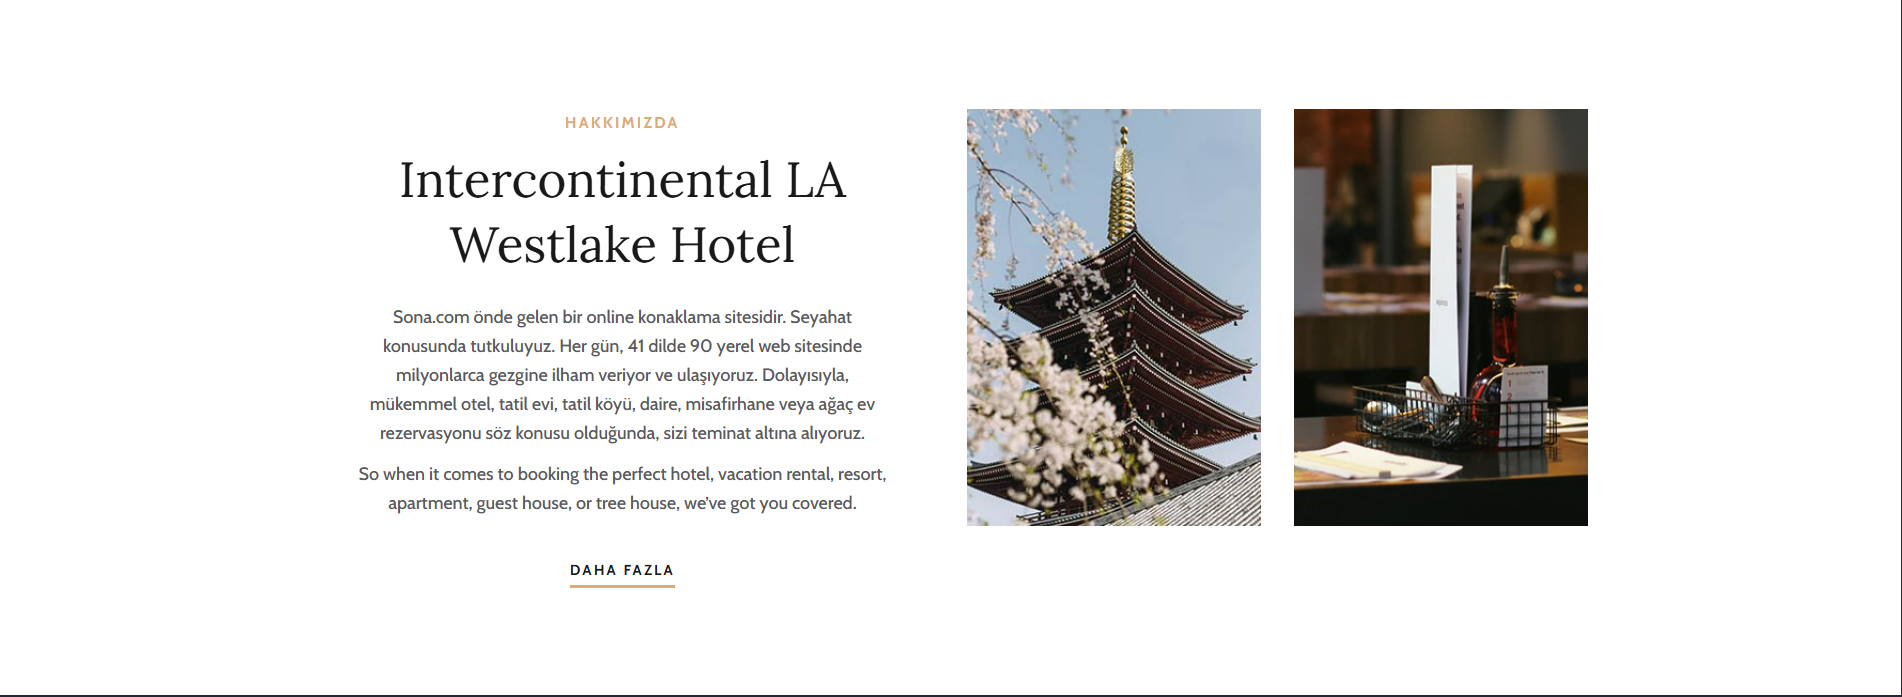 HAKKIMIZDA
Intercontinental LA
Westlake Hotel
Sona.com önde gelen bir online konaklama sitesidir. Seyahat
konusunda tutkuluyuz. Her gün, 41 dilde 90 yerel web sitesinde
milyonlarca gezgine ilham veriyor ve ulaşıyoruz. Dolayısıyla,
mükemmel otel, tatil evi, tatil köyü, daire, misafirhane veya ağaç ev
rezervasyonu söz konusu olduğunda, sizi teminat altına alıyoruz.
So when it comes to booking the perfect hotel, vacation rental, resort,
apartment, guest house, or tree house, we've got you covered.
DAHA FAZLA